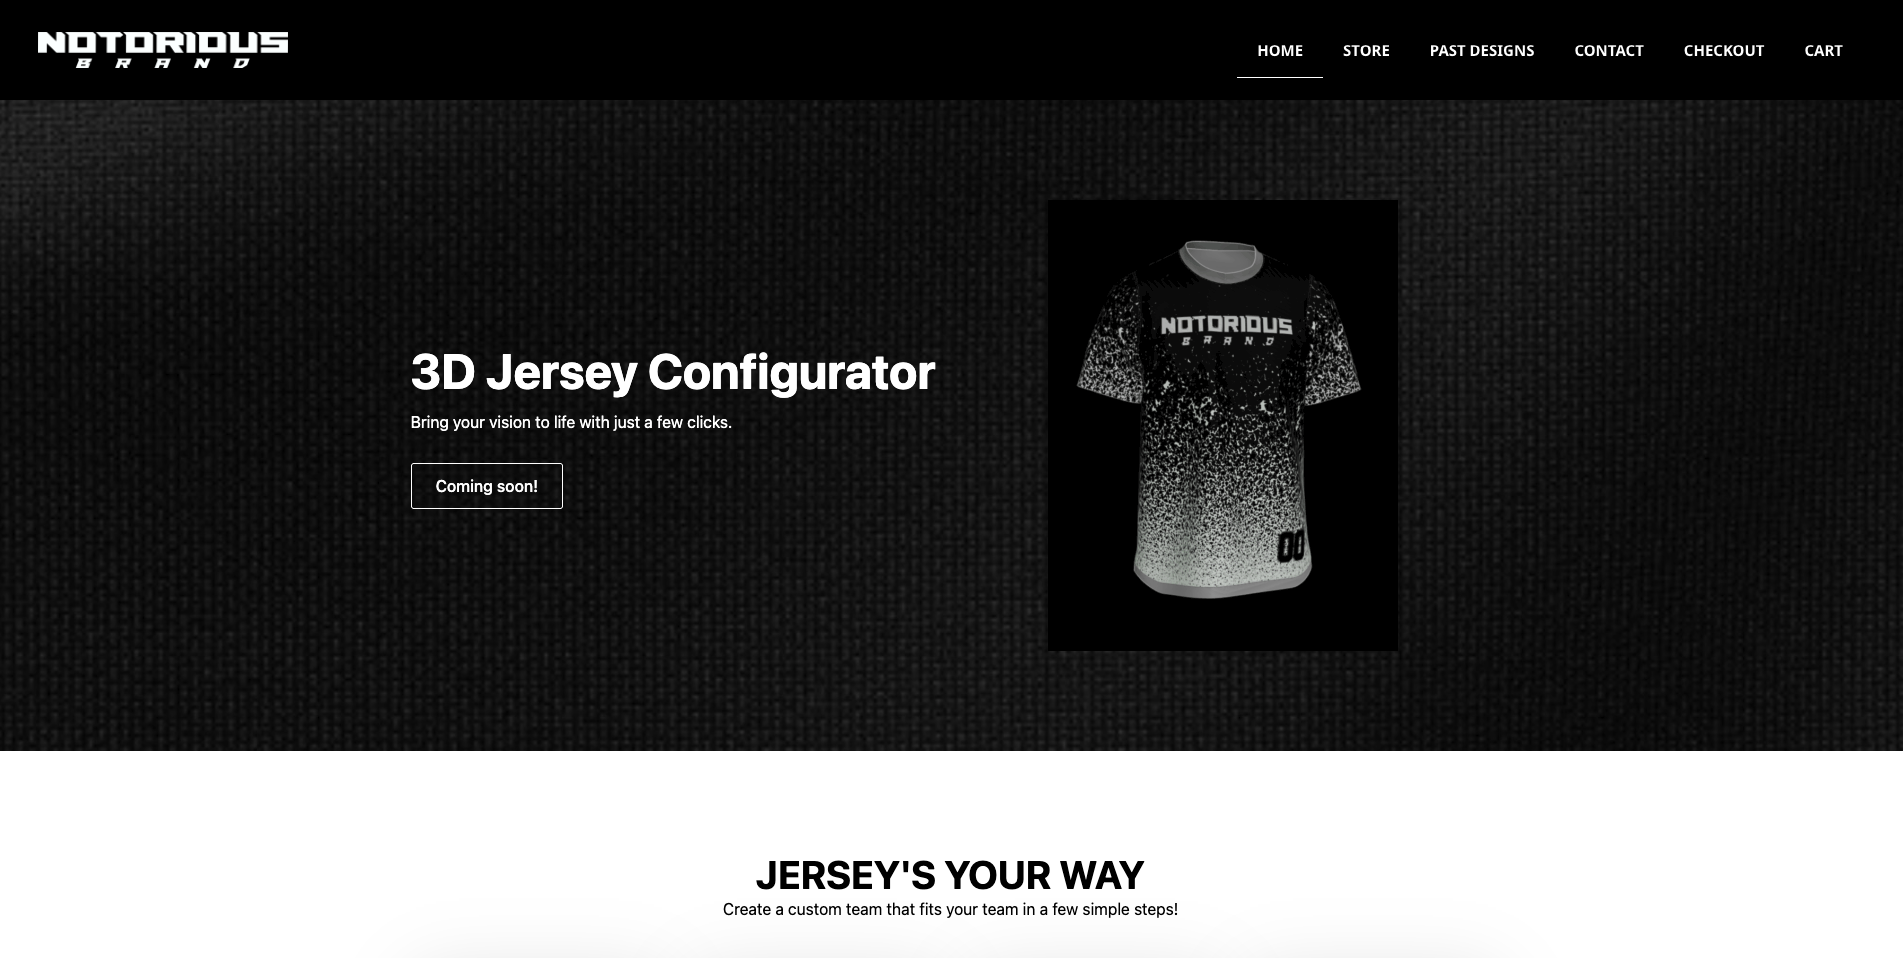 NOTORIOUS
BRAND
HOME STORE PAST DESIGNS CONTACT CHECKOUT CART
NOTORIOUS
BRAND
00
3D Jersey Configurator
Bring your vision to life with just a few clicks.
Coming soon!
JERSEY'S YOUR WAY
Create a custom team that fits your team in a few simple steps!